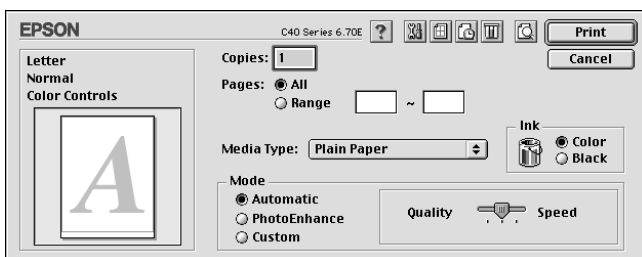 EPSON
C40 Series 6.70E ?
Print
Letter
Normal
Color Controls
A
Copies: 1
Cancel
Pages: All
Range ~
Media Type: Plain Paper
Ink
Color
Black
Mode
Automatic
PhotoEnhance
Custom
Quality Speed